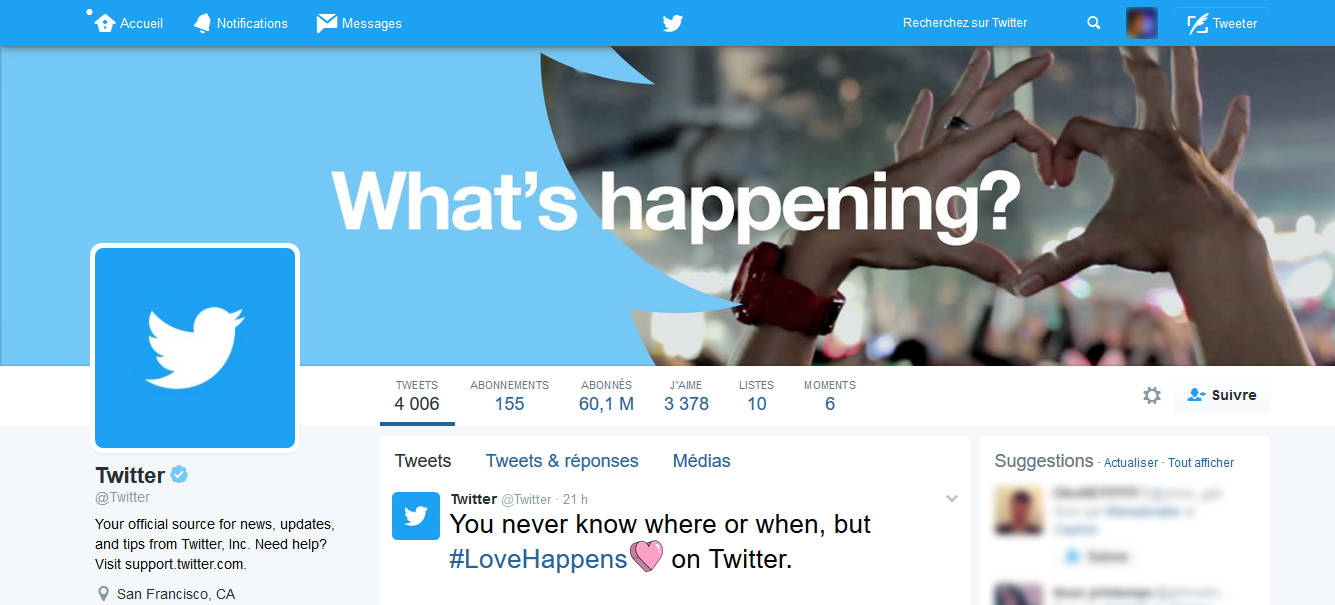 Accueil
Notifications
Messages
Recherchez sur Twitter
Tweeter
What's happening?
TWEETS
4 006
ABONNEMENTS
155
ABONNÉS
60,1 M
J'AIME
3 378
LISTES
10
MOMENTS
6
Suivre
Twitter
@Twitter
Your official source for news, updates,
and tips from Twitter, Inc. Need help?
Visit support.twitter.com.
San Francisco, CA
Tweets
Tweets & réponses
Médias
Twitter @Twitter · 21 h
You never know where or when, but
#LoveHappens on Twitter.
Suggestions · Actualiser · Tout afficher